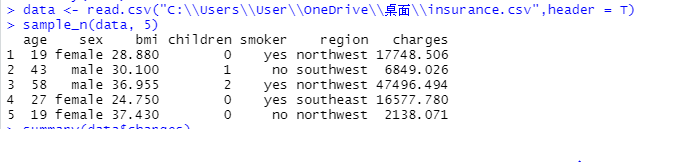 > data <- read.csv("C:\\Users\\User\\OneDrive\\桌面\\insurance.csv",header = T)
> sample_n(data, 5)
age sex bmi children smoker region charges
1 19 female 28.880 0 yes northwest 17748.506
2 43 male 30.100 1 no southwest 6849.026
3 58 male 36.955 2 yes northwest 47496.494
4 27 female 24.750 0 yes southeast 16577.780
5 19 female 37.430 0 no northwest 2138.071
> summary(data$charges)